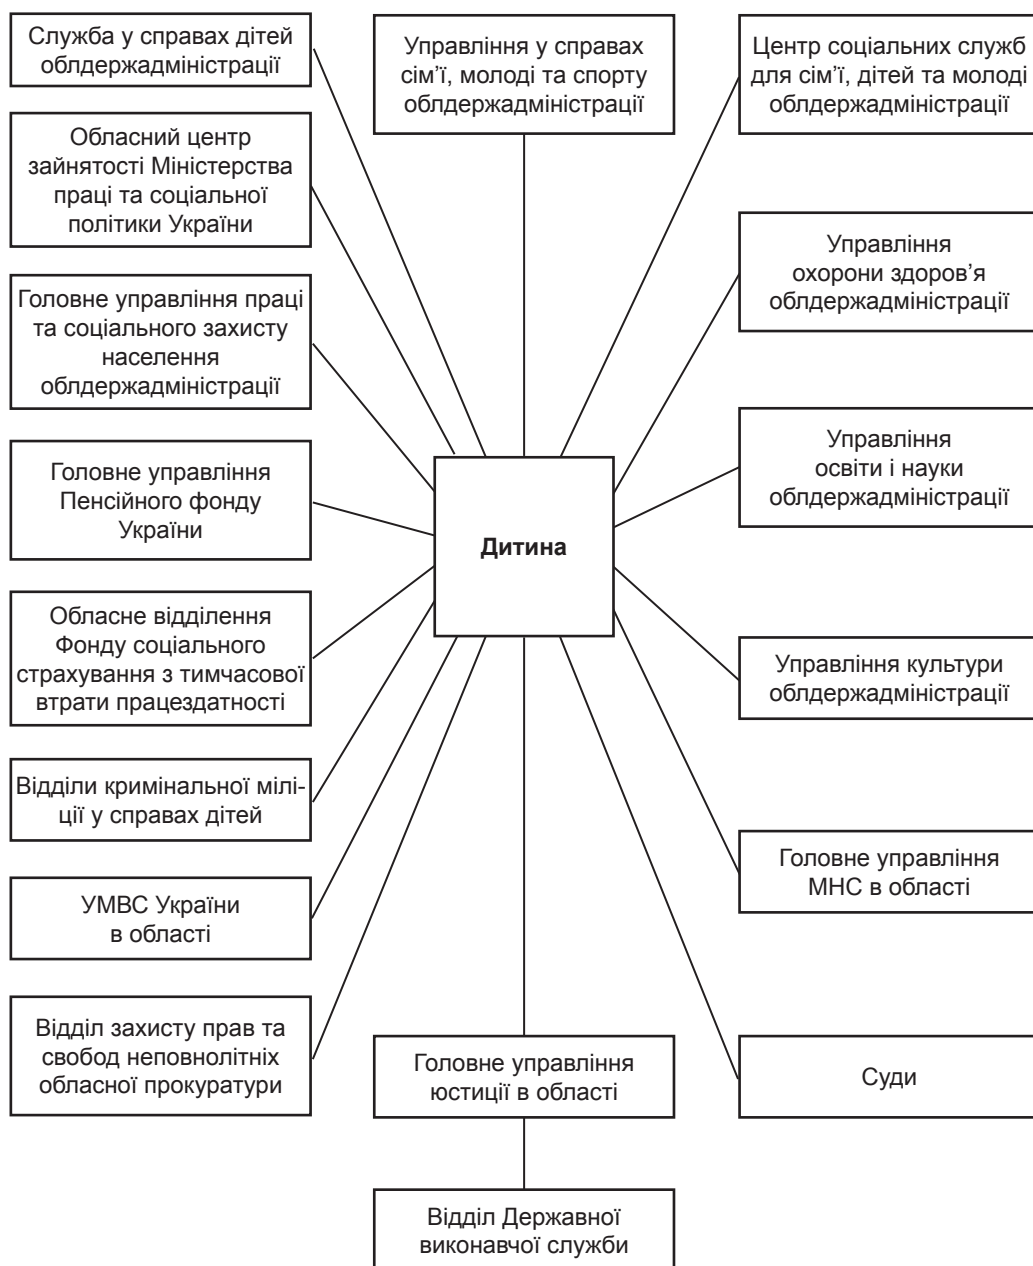 Служба у справах дітей
облдержадміністрації
Управління у справах
сім’ї, молоді та спорту
облдержадміністрації
Центр соціальних служб
для сім’ї, дітей та молоді
облдержадміністрації
Обласний центр
зайнятості Міністерства
праці та соціальної
політики України
Управління
охорони здоров’я
облдержадміністрації
Головне управління праці
та соціального захисту
населення
облдержадміністрації
Головне управління
Пенсійного фонду
України
Управління
освіти і науки
облдержадміністрації
Дитина
Обласне відділення
Фонду соціального
страхування з тимчасової
втрати працездатності
Управління культури
облдержадміністрації
Відділи кримінальної мілі-
ції у справах дітей
Головне управління
МНС в області
УМВС України
в області
Відділ захисту прав та
свобод неповнолітніх
обласної прокуратури
Головне управління
юстиції в області
Суди
Відділ Державної
виконавчої служби